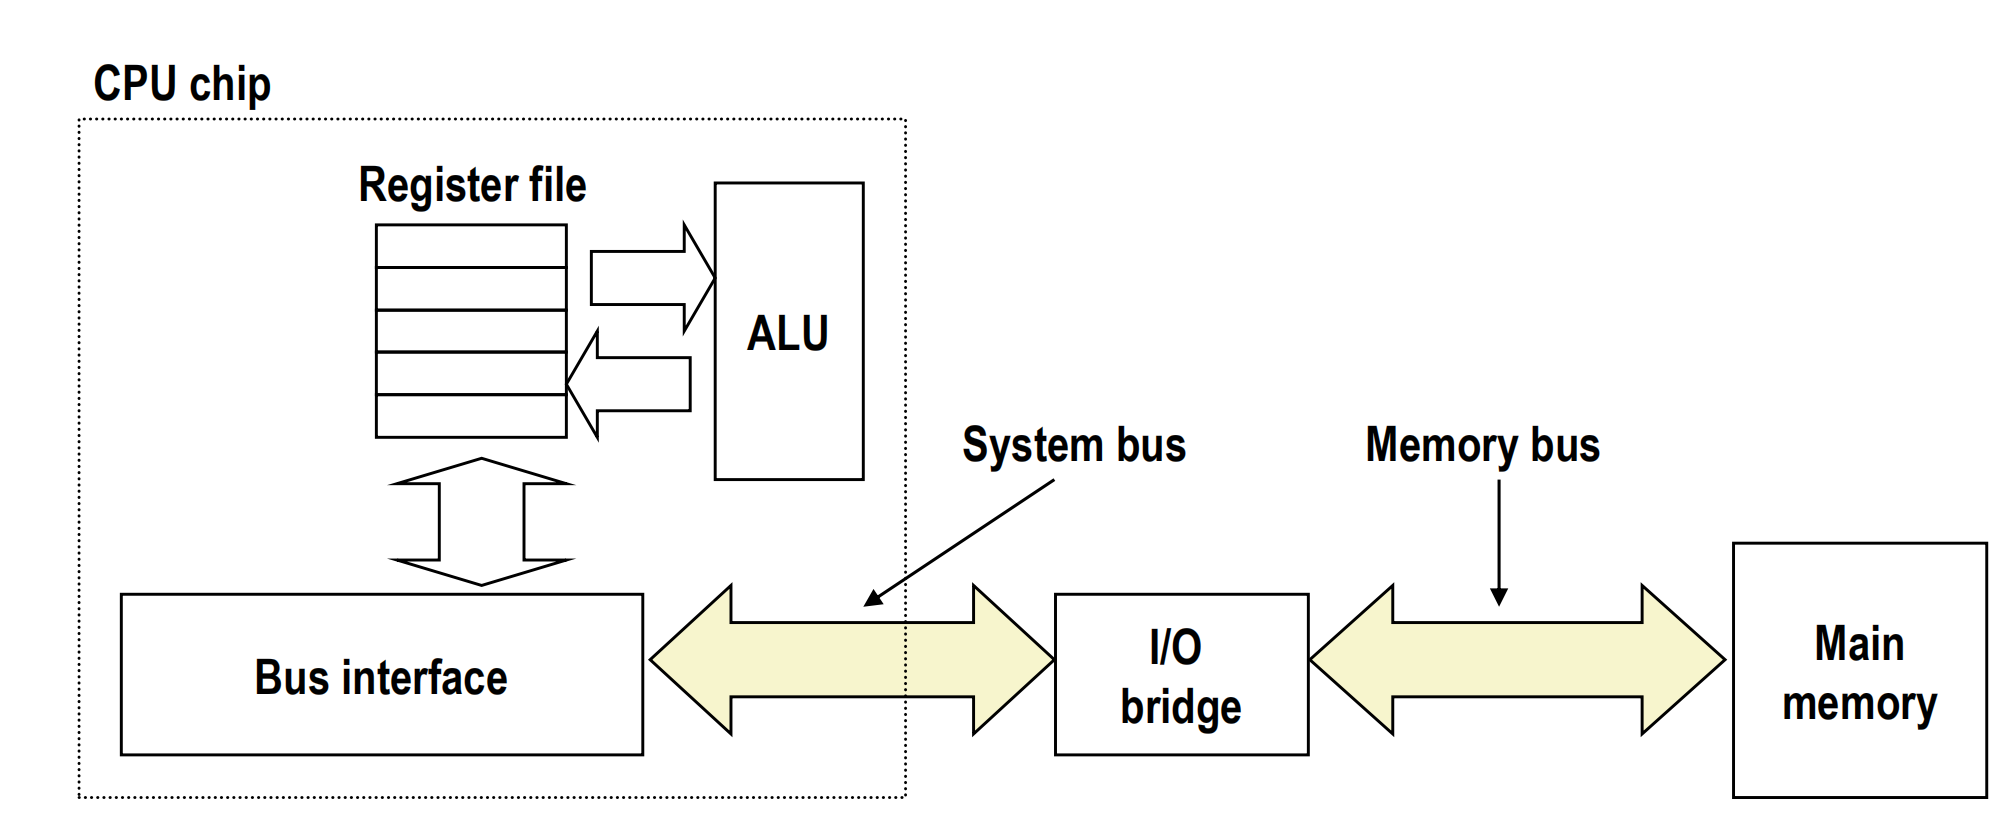 CPU chip
Register file
ALU
System bus
Memory bus
Bus interface
I/O
bridge
Main
memory